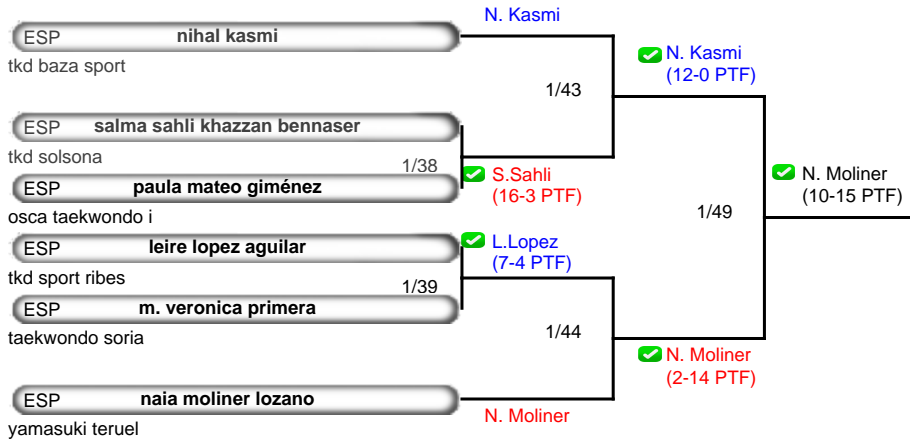 N. Kasmi
ESP nihal kasmi
tkd baza sport
N. Kasmi
(12-0 PTF)
1/43
ESP salma sahli khazzan bennaser
tkd solsona
1/38
S.Sahli
(16-3 PTF)
ESP paula mateo giménez
osca taekwondo i
N. Moliner
(10-15 PTF)
1/49
ESP leire lopez aguilar
tkd sport ribes
L.Lopez
(7-4 PTF)
1/39
ESP m. veronica primera
taekwondo soria
1/44
N. Moliner
(2-14 PTF)
ESP naia moliner lozano
yamasuki teruel
N. Moliner